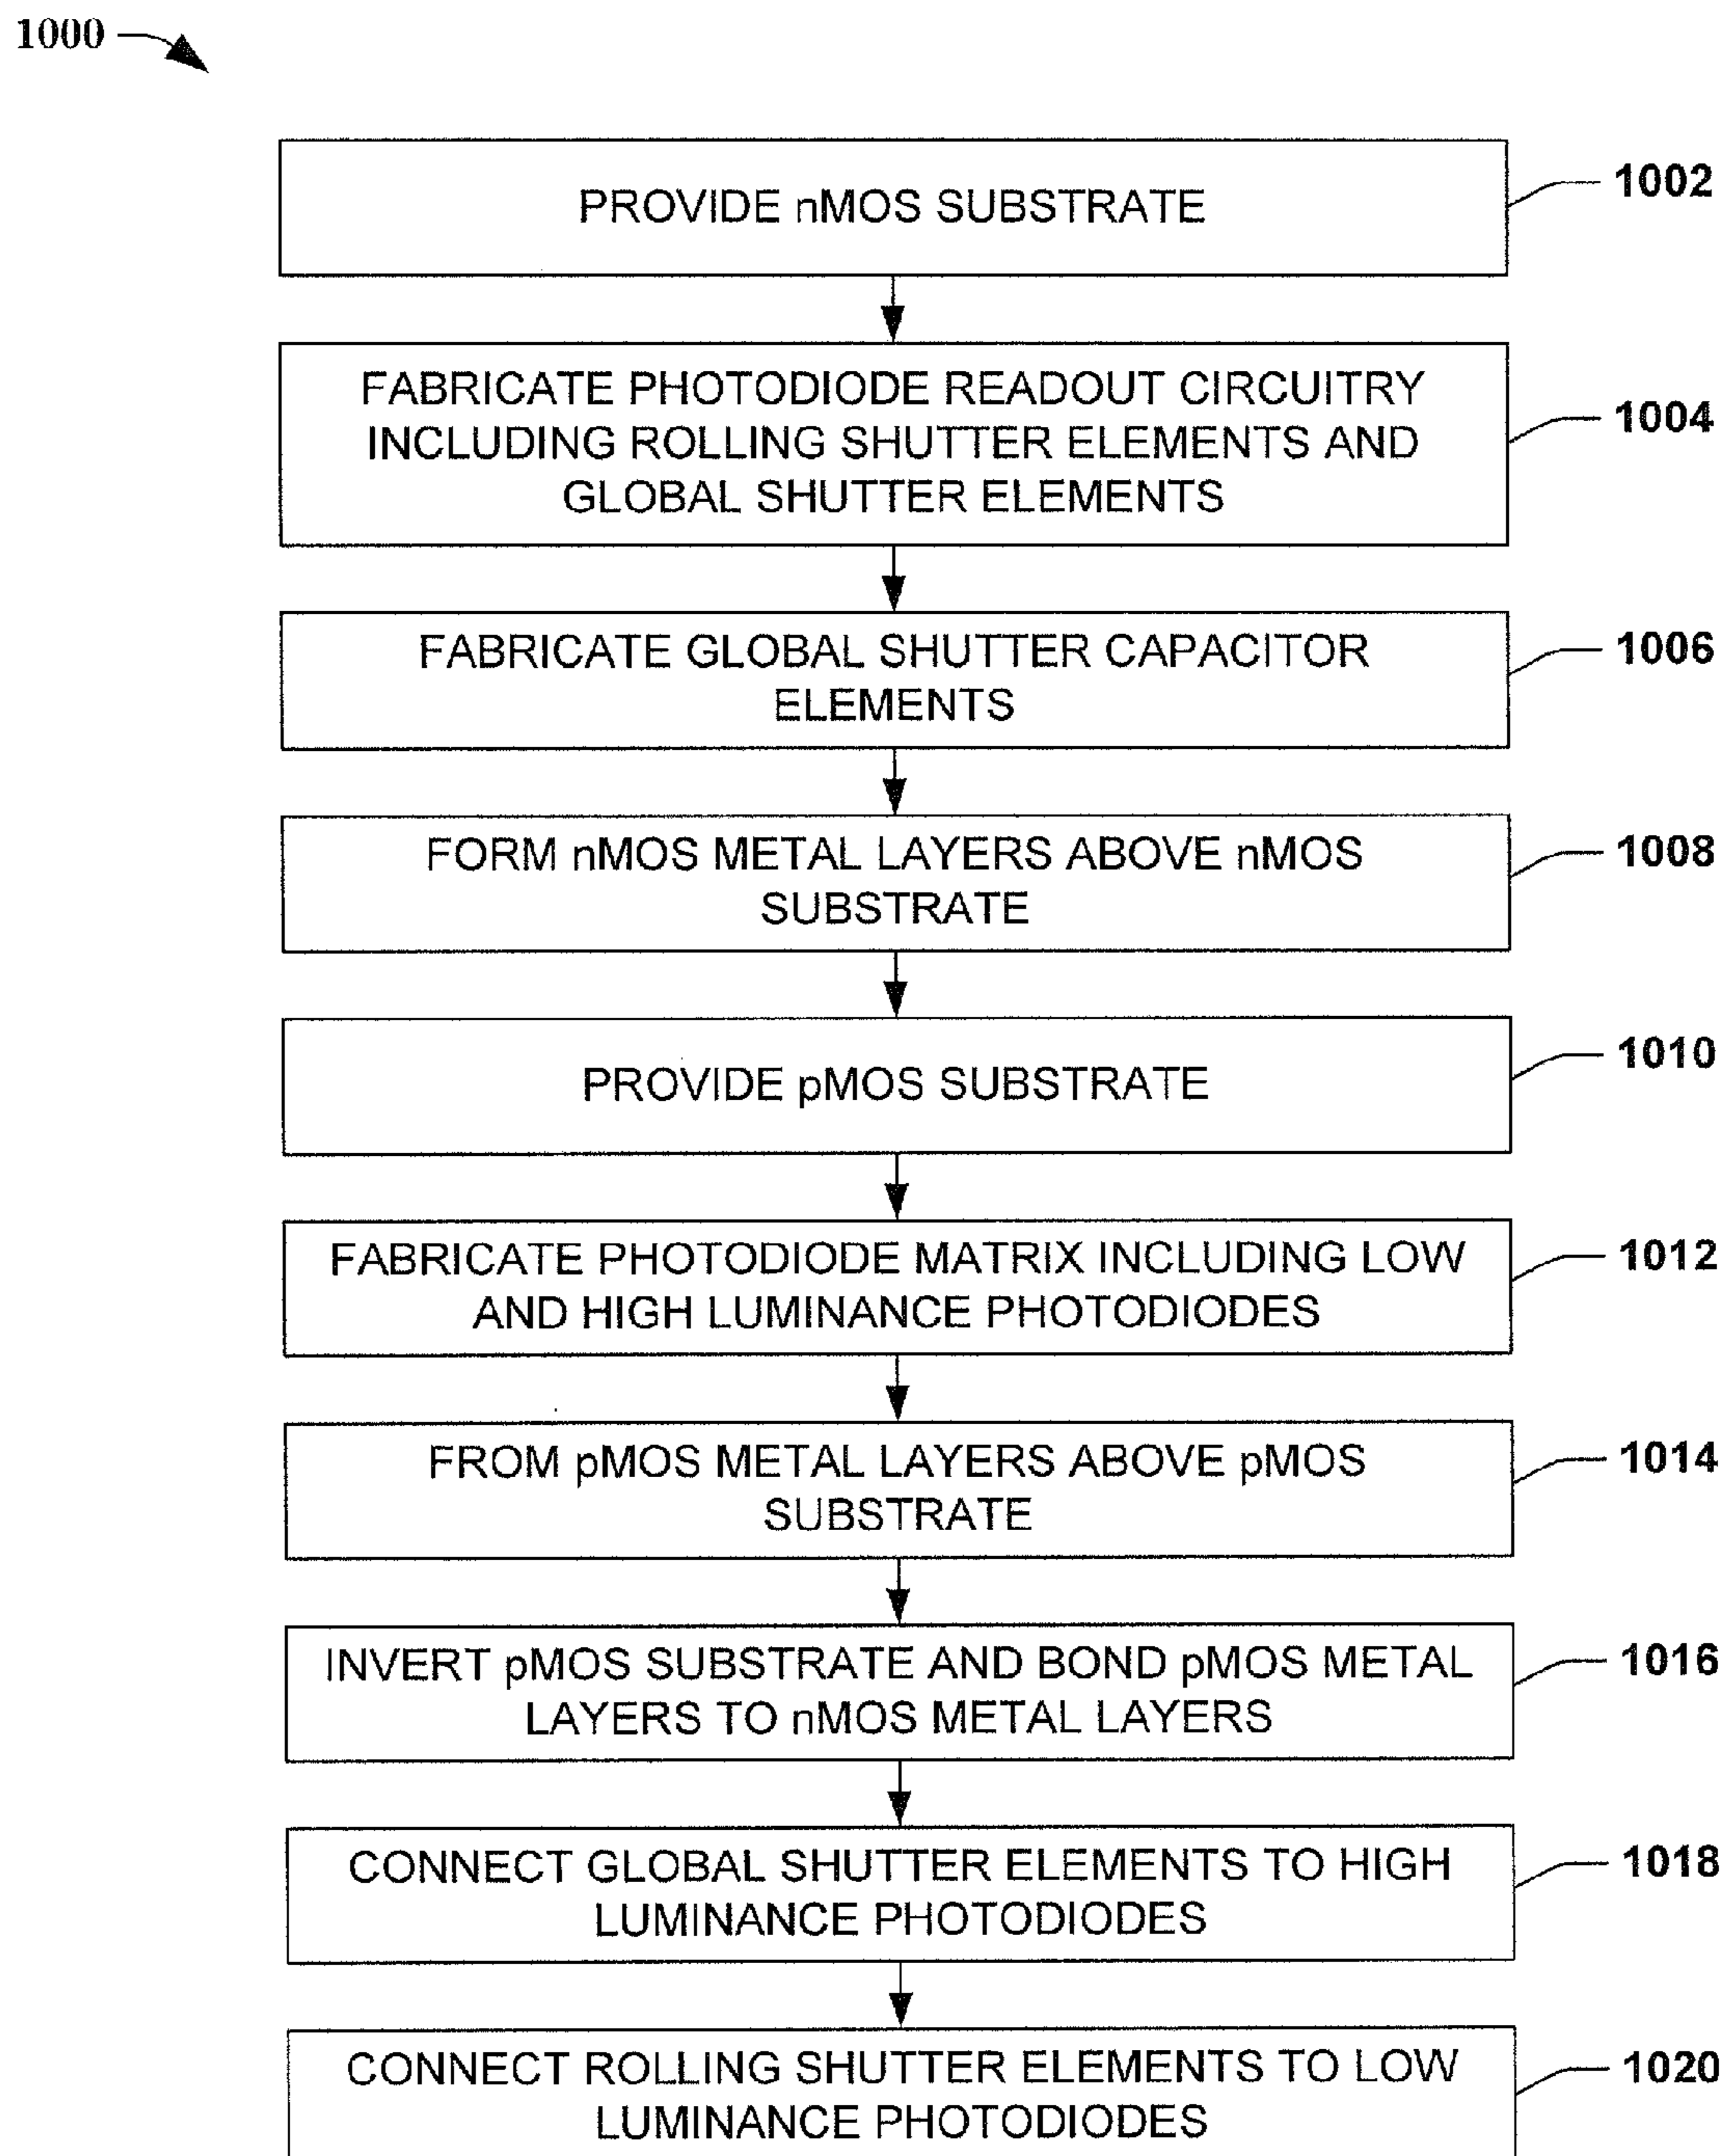 1000
PROVIDE nMOS SUBSTRATE
1002
FABRICATE PHOTODIODE READOUT CIRCUITRY
INCLUDING ROLLING SHUTTER ELEMENTS AND
GLOBAL SHUTTER ELEMENTS
1004
FABRICATE GLOBAL SHUTTER CAPACITOR
ELEMENTS
1006
FORM nMOS METAL LAYERS ABOVE nMOS
SUBSTRATE
1008
PROVIDE pMOS SUBSTRATE
1010
FABRICATE PHOTODIODE MATRIX INCLUDING LOW
AND HIGH LUMINANCE PHOTODIODES
1012
FROM pMOS METAL LAYERS ABOVE pMOS
SUBSTRATE
1014
INVERT pMOS SUBSTRATE AND BOND pMOS METAL
LAYERS TO nMOS METAL LAYERS
1016
CONNECT GLOBAL SHUTTER ELEMENTS TO HIGH
LUMINANCE PHOTODIODES
1018
CONNECT ROLLING SHUTTER ELEMENTS TO LOW
LUMINANCE PHOTODIODES
1020